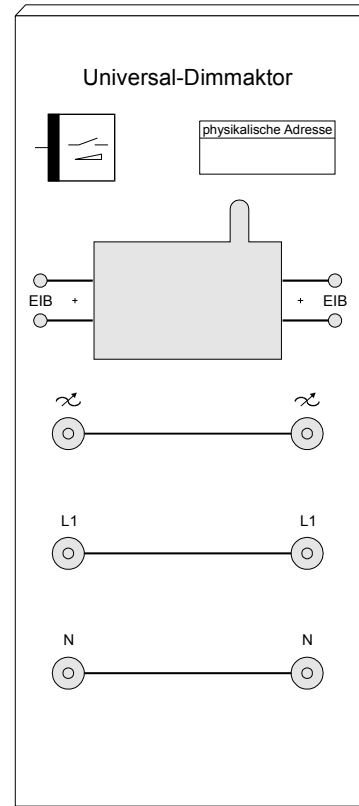 Universal-Dimmaktor
physikalische Adresse
EIB + + EIB
L1 L1
N N